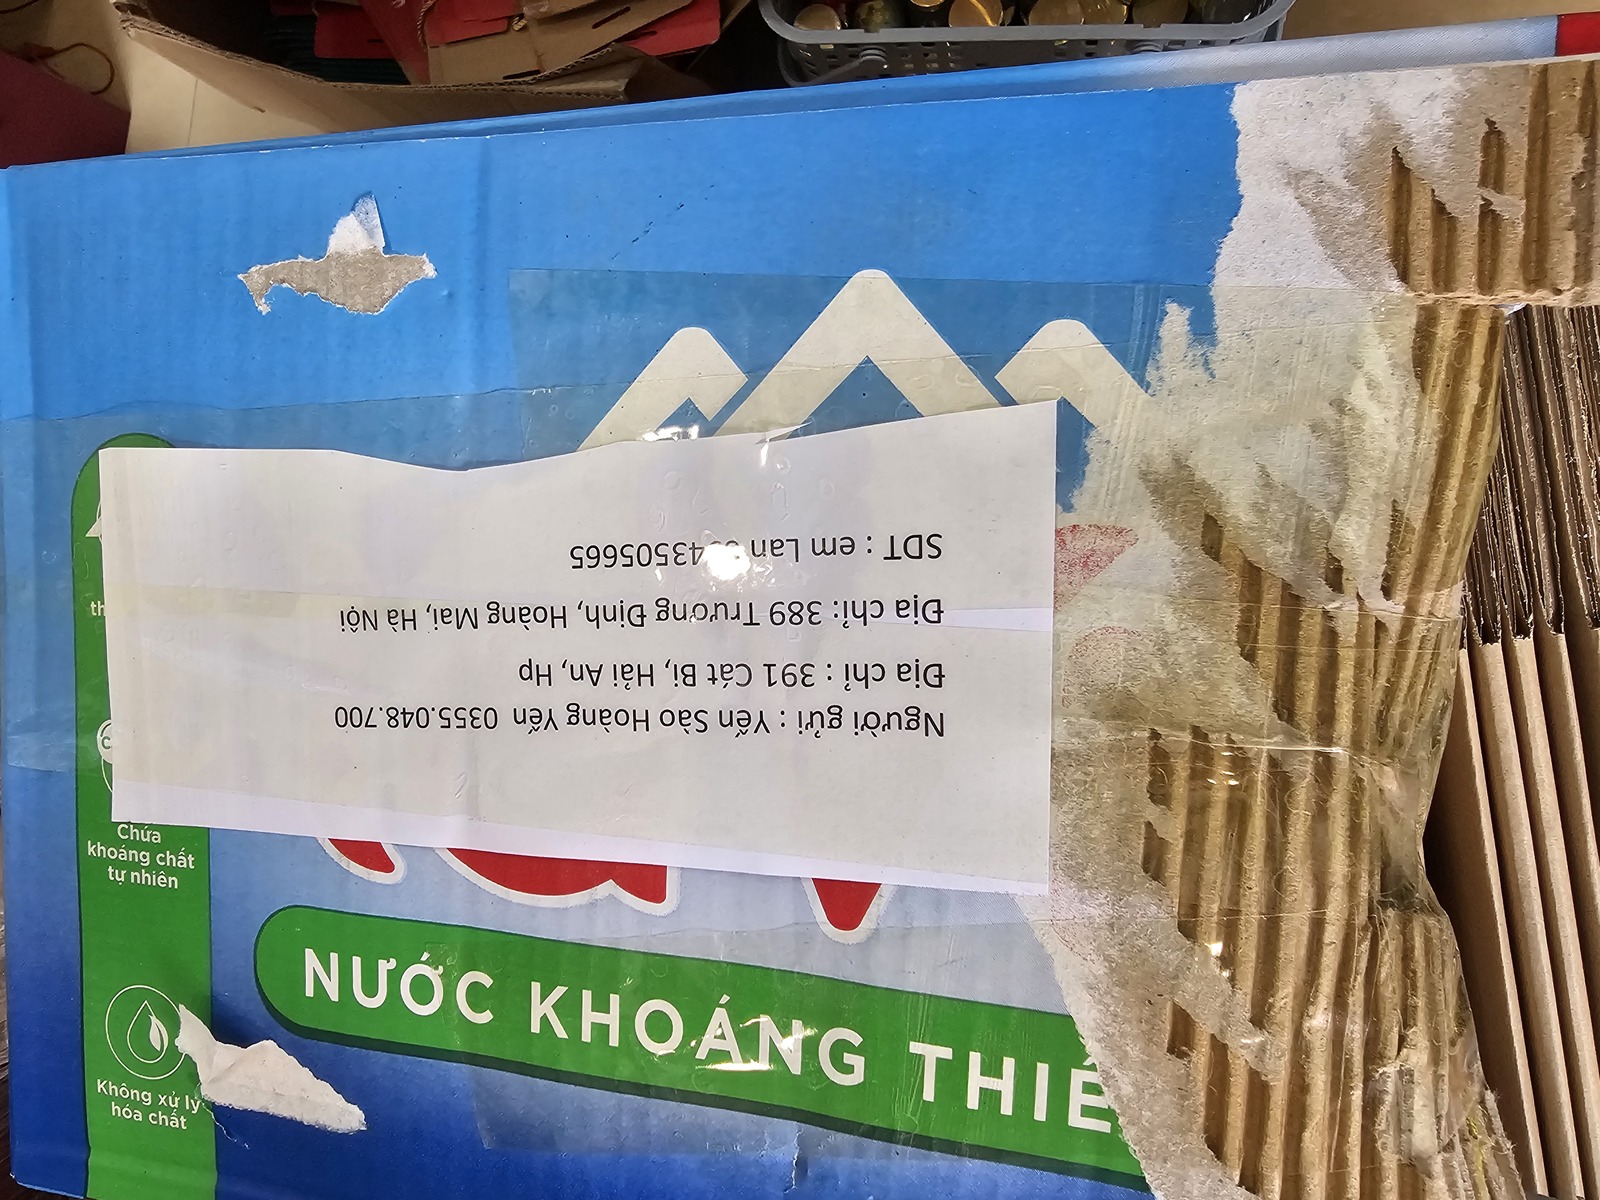 Người gửi : Yến Sào Hoàng Yến 0355.048.700
Địa chỉ : 391 Cát Bi, Hải An, Hp
Địa chỉ: 389 Trương Định, Hoàng Mai, Hà Nội
SDT : em Lan
Chứa
khoáng chất
tự nhiên
NƯỚC KHOÁNG THIÊ
Không xử lý
hóa chất